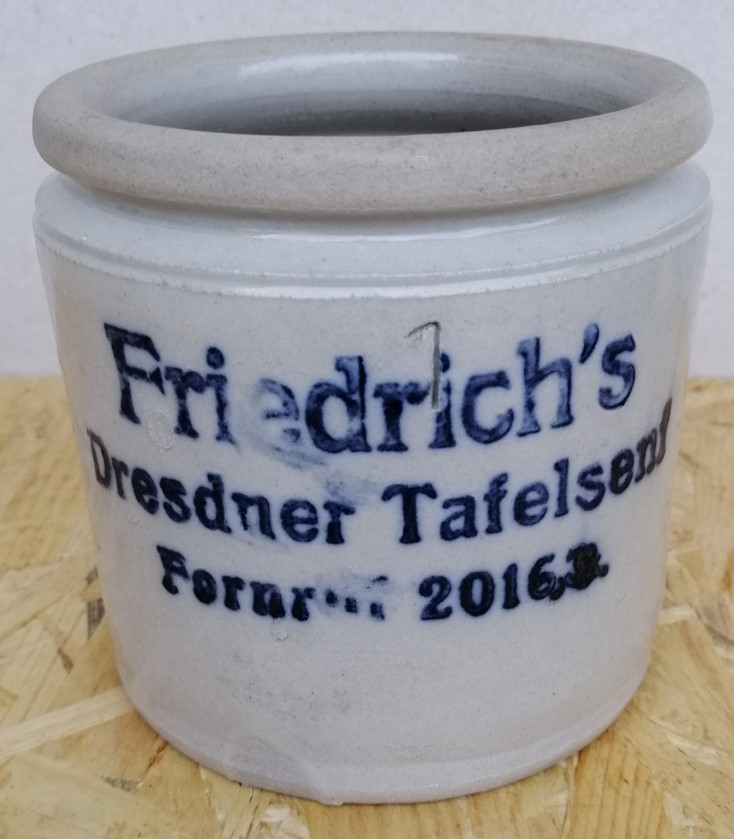 Friedrich's
Dresdner Tafelsenf
2016